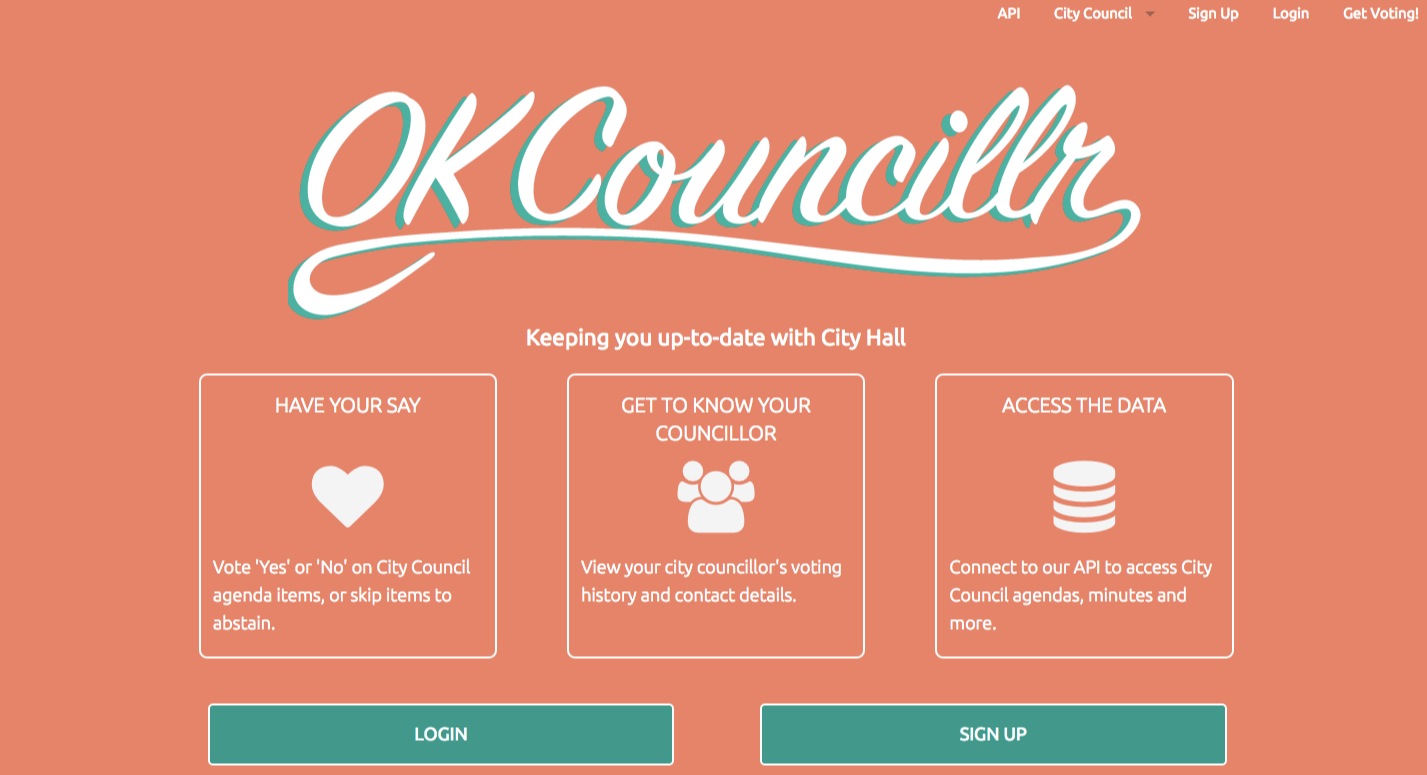 API City Council Sign Up Login Get Voting!
OKCouncillr
Keeping you up-to-date with City Hall
HAVE YOUR SAY
Vote 'Yes' or 'No' on City Council
agenda items, or skip items to
abstain.
GET TO KNOW YOUR
COUNCILLOR
View your city councillor's voting
history and contact details.
ACCESS THE DATA
Connect to our API to access City
Council agendas, minutes and
more.
LOGIN
SIGN UP